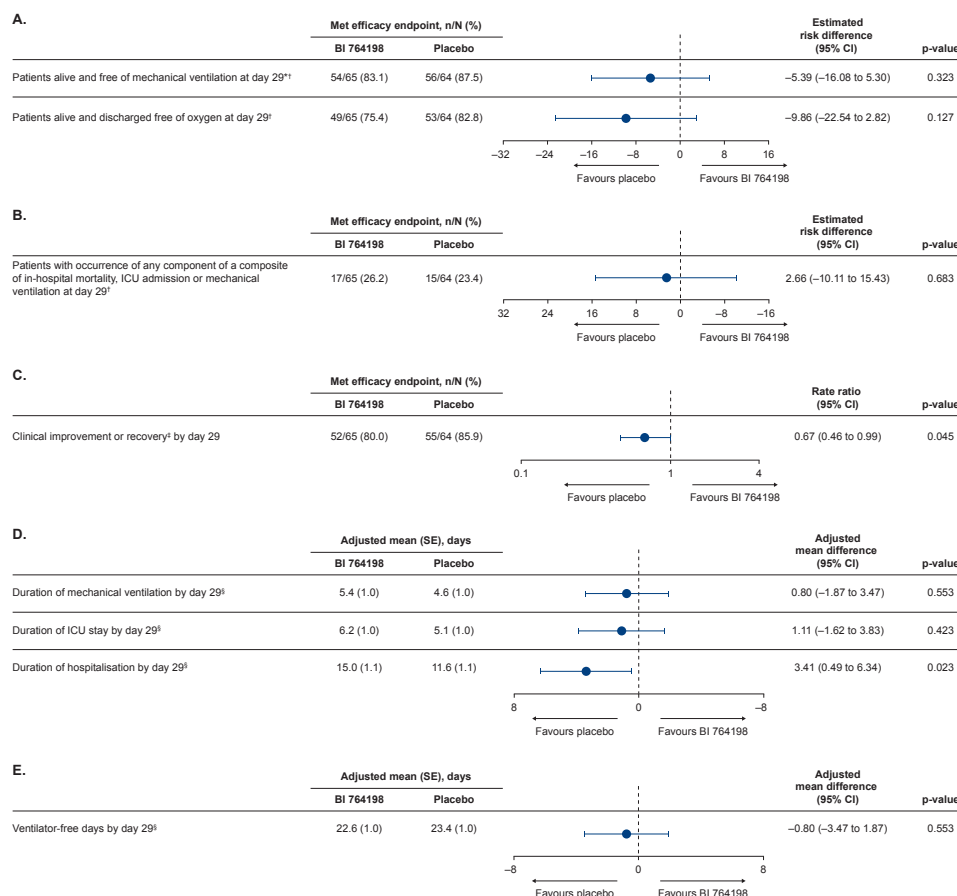 A.
Met efficacy endpoint, n/N (%)
Estimated risk difference (95% CI)
BI 764198 Placebo p-value
Patients alive and free of mechanical ventilation at day 29*† 54/65 (83.1) 56/64 (87.5) –5.39 (–16.08 to 5.30) 0.323
Patients alive and discharged free of oxygen at day 29† 49/65 (75.4) 53/64 (82.8) –9.86 (–22.54 to 2.82) 0.127
–32 –24 –16 –8 0 8 16
Favours placebo Favours BI 764198
B.
Met efficacy endpoint, n/N (%)
Estimated risk difference (95% CI)
BI 764198 Placebo p-value
Patients with occurrence of any component of a composite
of in-hospital mortality, ICU admission or mechanical
ventilation at day 29† 17/65 (26.2) 15/64 (23.4) 2.66 (–10.11 to 15.43) 0.683
32 24 16 8 0 –8 –16
Favours placebo Favours BI 764198
C.
Met efficacy endpoint, n/N (%)
Rate ratio (95% CI)
BI 764198 Placebo p-value
Clinical improvement or recovery‡ by day 29 52/65 (80.0) 55/64 (85.9) 0.67 (0.46 to 0.99) 0.045
0.1 1 4
Favours placebo Favours BI 764198
D.
Adjusted mean (SE), days
Adjusted mean difference (95% CI)
BI 764198 Placebo p-value
Duration of mechanical ventilation by day 29§ 5.4 (1.0) 4.6 (1.0) 0.80 (–1.87 to 3.47) 0.553
Duration of ICU stay by day 29§ 6.2 (1.0) 5.1 (1.0) 1.11 (–1.62 to 3.83) 0.423
Duration of hospitalisation by day 29§ 15.0 (1.1) 11.6 (1.1) 3.41 (0.49 to 6.34) 0.023
8 0 –8
Favours placebo Favours BI 764198
E.
Adjusted mean (SE), days
Adjusted mean difference (95% CI)
BI 764198 Placebo p-value
Ventilator-free days by day 29§ 22.6 (1.0) 23.4 (1.0) –0.80 (–3.47 to 1.87) 0.553
–8 0 8
Favours placebo Favours BI 764198